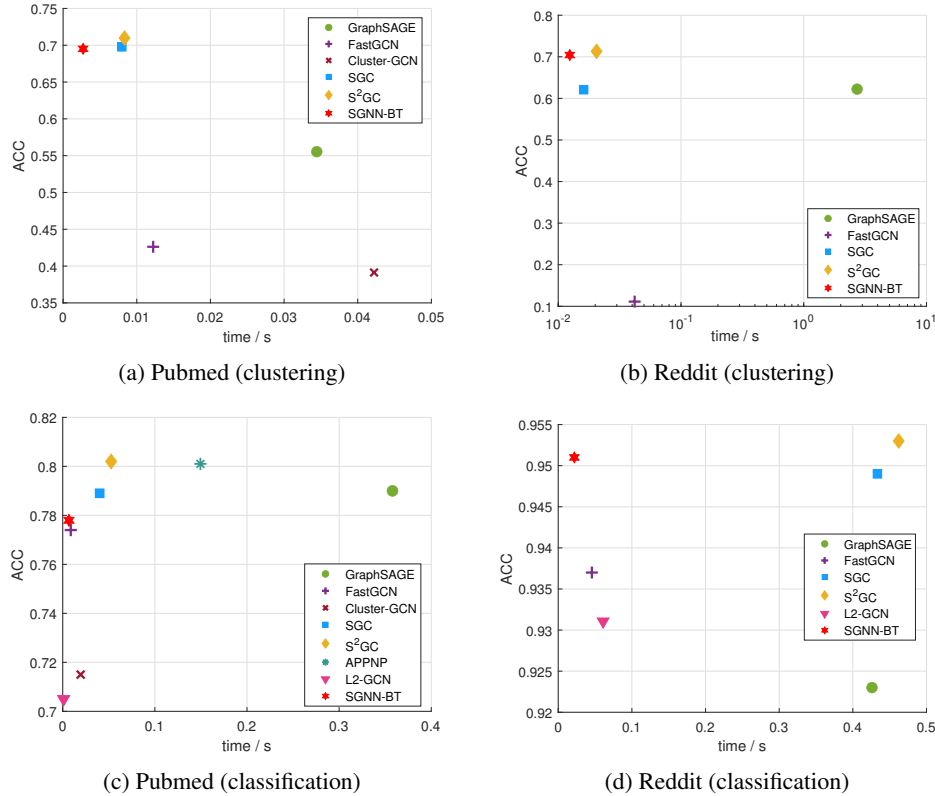 0.75
0.7
0.65
0.6
0.55
0.5
0.45
0.4
0.35
ACC
0 0.01 0.02 0.03 0.04 0.05
time / s
GraphSAGE
FastGCN
Cluster-GCN
SGC
S²GC
SGNN-BT
(a) Pubmed (clustering)
0.8
0.7
0.6
0.5
0.4
0.3
0.2
0.1
ACC
10⁻² 10⁻¹ 10⁰ 10¹
time / s
GraphSAGE
FastGCN
SGC
S²GC
SGNN-BT
(b) Reddit (clustering)
0.82
0.8
0.78
0.76
0.74
0.72
0.7
ACC
0 0.1 0.2 0.3 0.4
time / s
GraphSAGE
FastGCN
Cluster-GCN
SGC
S²GC
APPNP
L2-GCN
SGNN-BT
(c) Pubmed (classification)
0.955
0.95
0.945
0.94
0.935
0.93
0.925
0.92
ACC
0 0.1 0.2 0.3 0.4 0.5
time / s
GraphSAGE
FastGCN
SGC
S²GC
L2-GCN
SGNN-BT
(d) Reddit (classification)